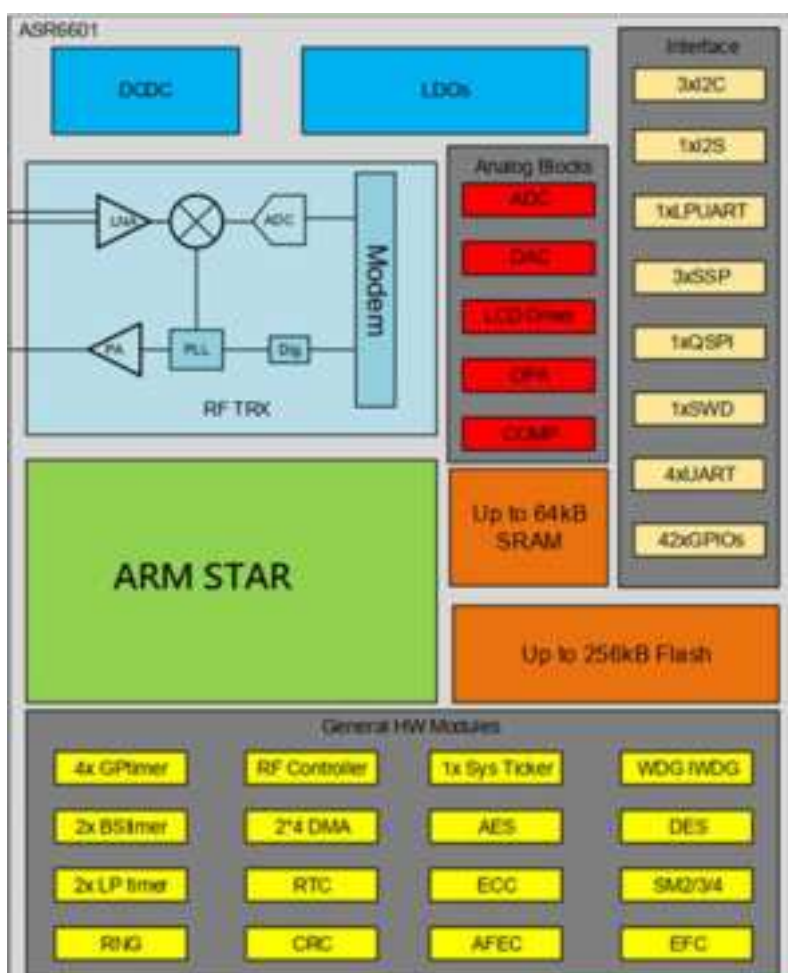 ASR6601
DCDC
LDOs
Interface
3xI2C
1xI2S
1xLPUART
3xSSP
1xQSPI
1xSWD
4xUART
42xGPIOs
LNA
ADC
Modem
PA
PLL
Dig
RF TRX
Analog Blocks
ADC
DAC
LCD Driver
OPA
COMP
ARM STAR
Up to 64kB
SRAM
Up to 256kB Flash
General HW Modules
4x GPtimer
RF Controller
1x Sys Ticker
WDG IWDG
2x BStimer
2*4 DMA
AES
DES
2x LP timer
RTC
ECC
SM2/3/4
RNG
CRC
AFEC
EFC